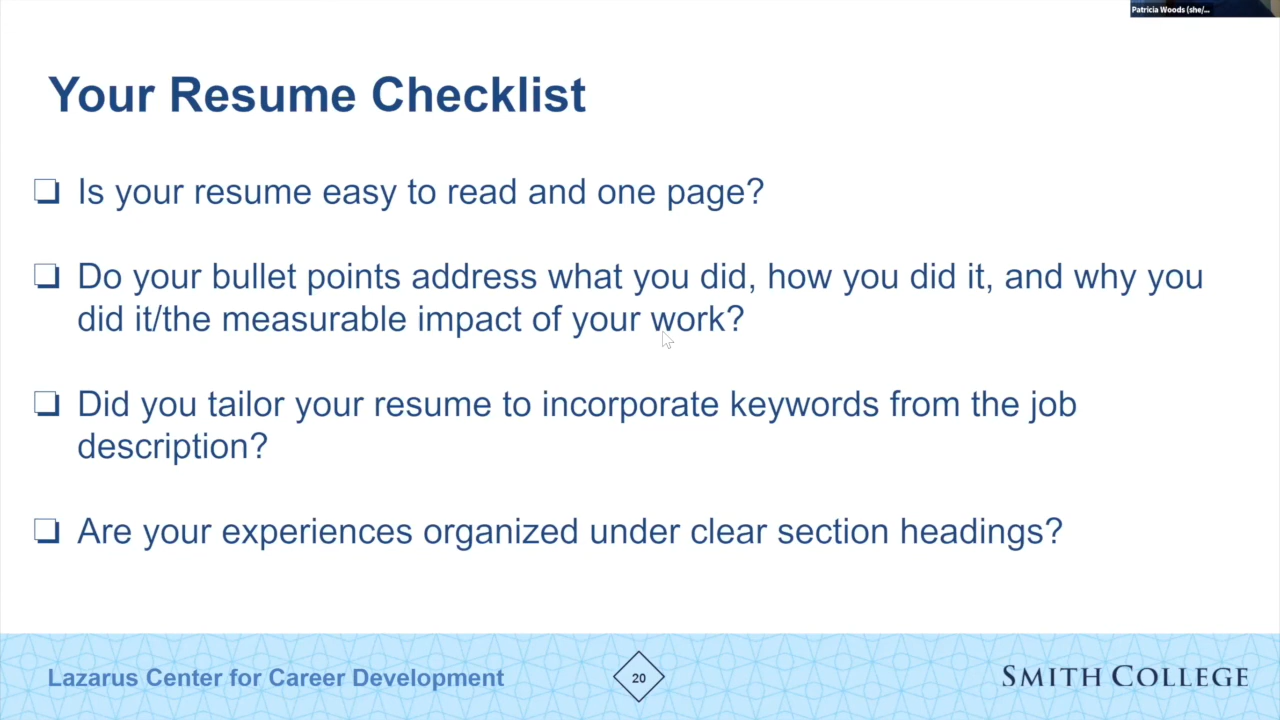 Patricia Woods (she/...
Your Resume Checklist
❏ Is your resume easy to read and one page?
❏ Do your bullet points address what you did, how you did it, and why you
did it/the measurable impact of your work?
❏ Did you tailor your resume to incorporate keywords from the job
description?
❏ Are your experiences organized under clear section headings?
Lazarus Center for Career Development
20
SMITH COLLEGE